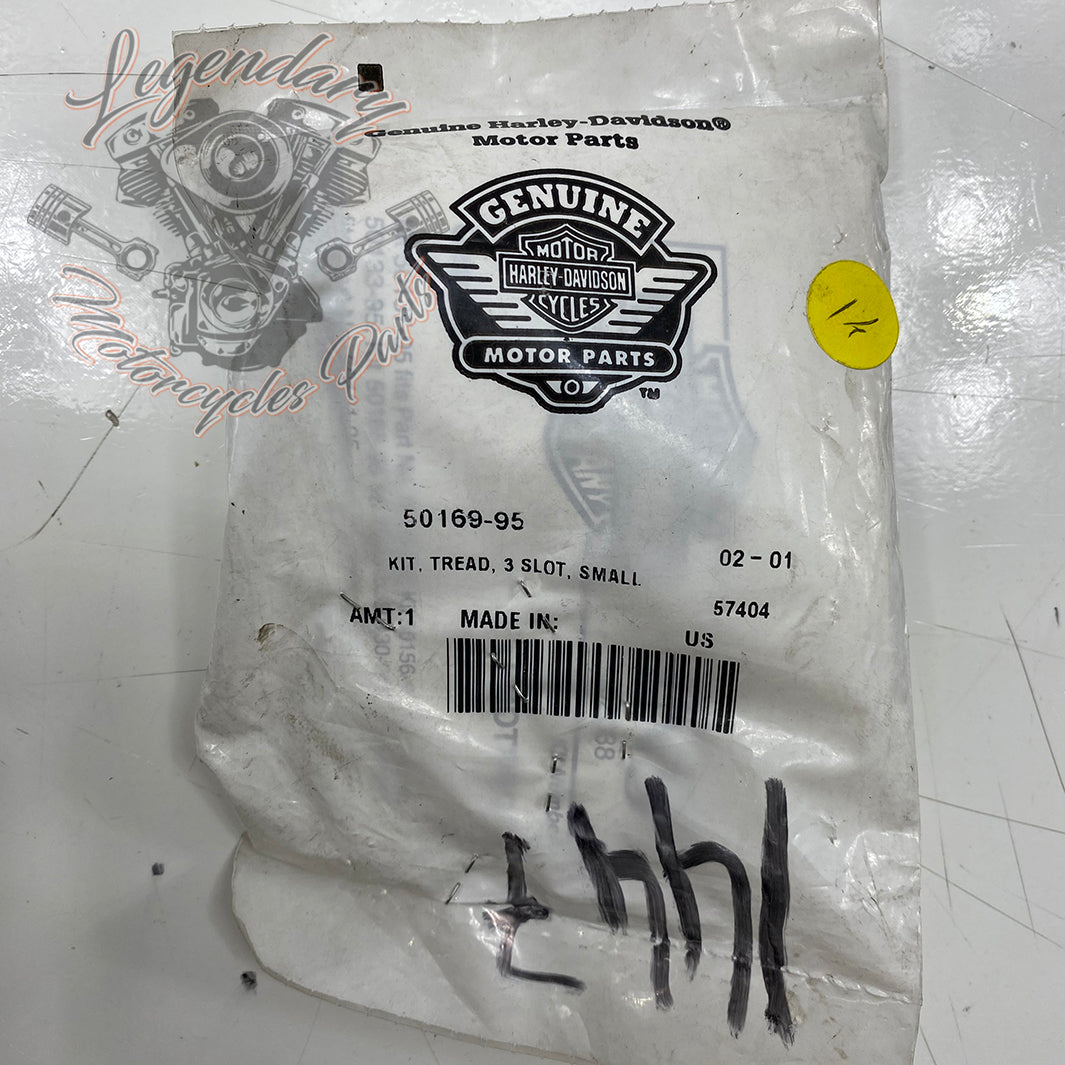 Legendary
Motorcycles Parts
Genuine Harley-Davidson®
Motor Parts
GENUINE
MOTOR
HARLEY-DAVIDSON
CYCLES
MOTOR PARTS
TM
50169-95
KIT, TREAD, 3 SLOT, SMALL
02-01
57404
AMT:1 MADE IN:
US